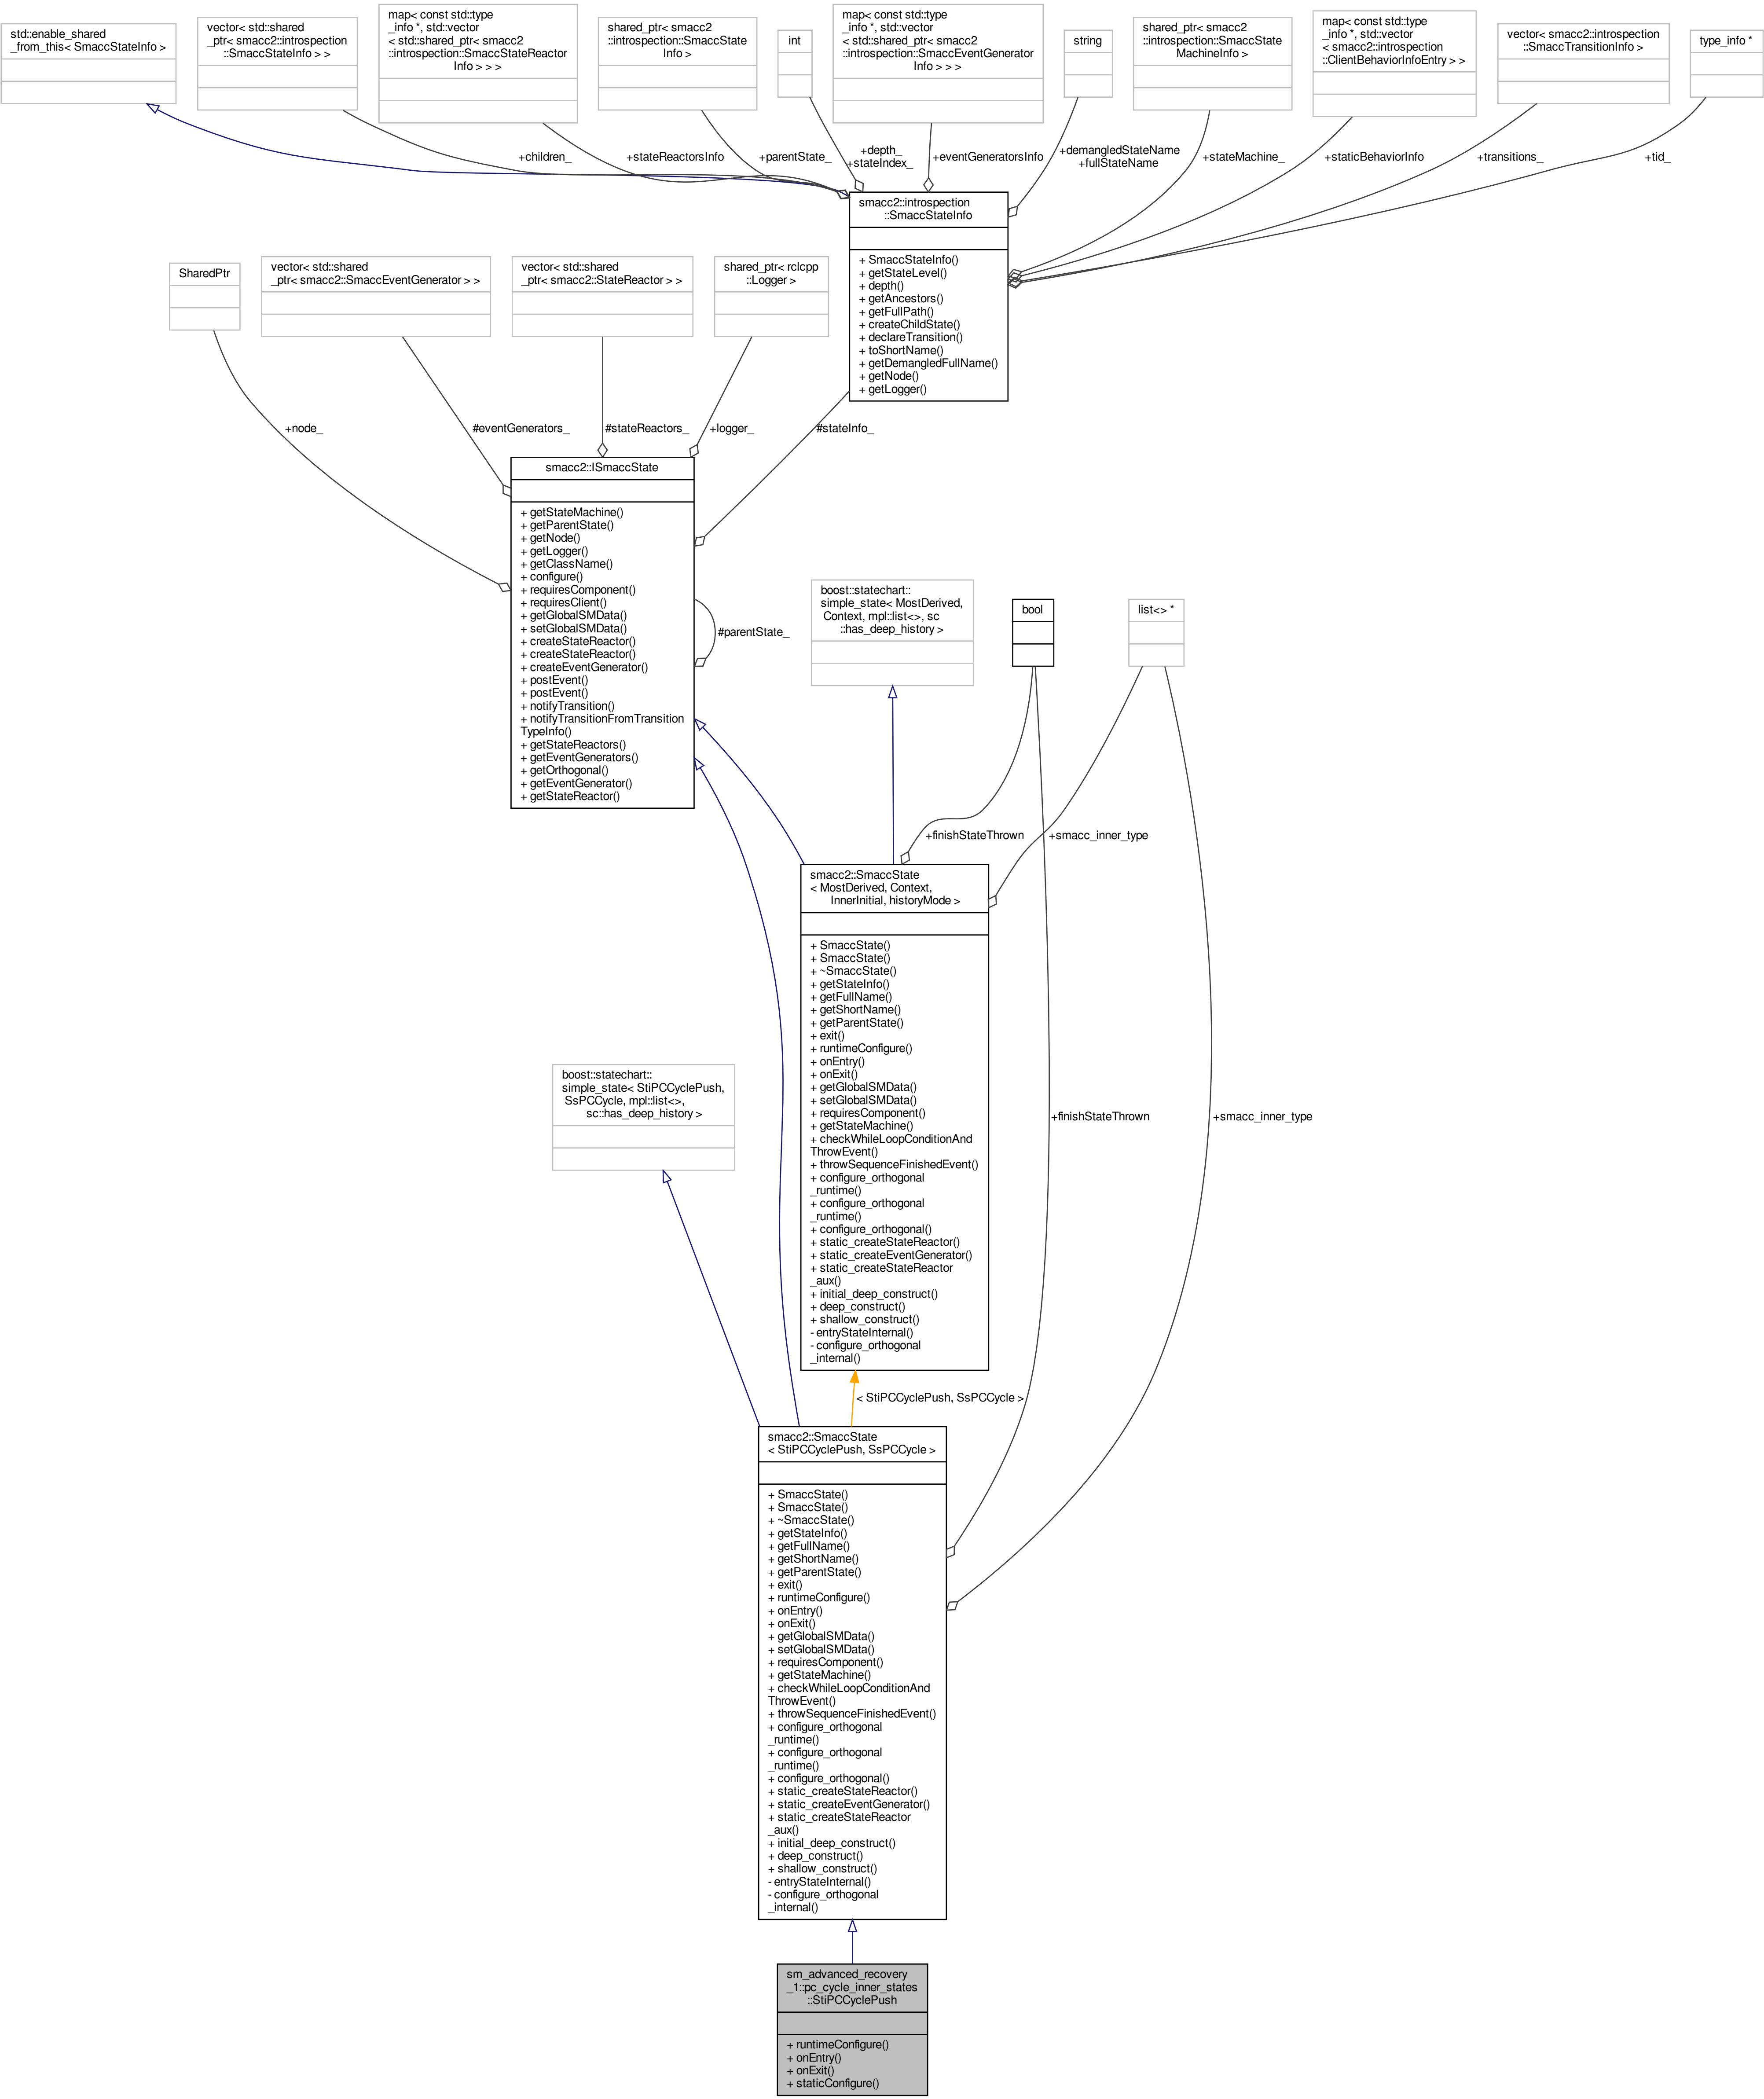 std::enable_shared
_from_this< SmaccStateInfo >
vector< std::shared
_ptr< smacc2::introspection
::SmaccStateInfo > >
map< const std::type
_info *, std::vector
< std::shared_ptr< smacc2
::introspection::SmaccStateReactor
Info > > >
shared_ptr< smacc2
::introspection::SmaccState
Info >
int
map< const std::type
_info *, std::vector
< std::shared_ptr< smacc2
::introspection::SmaccEventGenerator
Info > > >
string
shared_ptr< smacc2
::introspection::SmaccState
MachineInfo >
map< const std::type
_info *, std::vector
< smacc2::introspection
::ClientBehaviorInfoEntry > >
vector< smacc2::introspection
::SmaccTransitionInfo >
type_info *
+children_
+stateReactorsInfo
+parentState_
+depth_
+stateIndex_
+eventGeneratorsInfo
+demangledStateName
+fullStateName
+stateMachine_
+staticBehaviorInfo
+transitions_
+tid_
smacc2::introspection
::SmaccStateInfo
+ SmaccStateInfo()
+ getStateLevel()
+ depth()
+ getAncestors()
+ getFullPath()
+ createChildState()
+ declareTransition()
+ toShortName()
+ getDemangledFullName()
+ getNode()
+ getLogger()
SharedPtr
vector< std::shared
_ptr< smacc2::SmaccEventGenerator > >
vector< std::shared
_ptr< smacc2::StateReactor > >
shared_ptr< rclcpp
::Logger >
+node_
#eventGenerators_
#stateReactors_
+logger_
#stateInfo_
smacc2::ISmaccState
+ getStateMachine()
+ getParentState()
+ getNode()
+ getLogger()
+ getClassName()
+ configure()
+ requiresComponent()
+ requiresClient()
+ getGlobalSMData()
+ setGlobalSMData()
+ createStateReactor()
+ createStateReactor()
+ createEventGenerator()
+ postEvent()
+ postEvent()
+ notifyTransition()
+ notifyTransitionFromTransition
TypeInfo()
+ getStateReactors()
+ getEventGenerators()
+ getOrthogonal()
+ getEventGenerator()
+ getStateReactor()
#parentState_
boost::statechart::
simple_state< MostDerived,
Context, mpl::list<>, sc
::has_deep_history >
bool
list<> *
+finishStateThrown
+smacc_inner_type
smacc2::SmaccState
< MostDerived, Context,
InnerInitial, historyMode >
+ SmaccState()
+ SmaccState()
+ ~SmaccState()
+ getStateInfo()
+ getFullName()
+ getShortName()
+ getParentState()
+ exit()
+ runtimeConfigure()
+ onEntry()
+ onExit()
+ getGlobalSMData()
+ setGlobalSMData()
+ requiresComponent()
+ getStateMachine()
+ checkWhileLoopConditionAnd
ThrowEvent()
+ throwSequenceFinishedEvent()
+ configure_orthogonal
_runtime()
+ configure_orthogonal
_runtime()
+ configure_orthogonal()
+ static_createStateReactor()
+ static_createEventGenerator()
+ static_createStateReactor
_aux()
+ initial_deep_construct()
+ deep_construct()
+ shallow_construct()
- entryStateInternal()
- configure_orthogonal
_internal()
boost::statechart::
simple_state< StiPCCyclePush,
SsPCCycle, mpl::list<>,
sc::has_deep_history >
+finishStateThrown
+smacc_inner_type
< StiPCCyclePush, SsPCCycle >
smacc2::SmaccState
< StiPCCyclePush, SsPCCycle >
+ SmaccState()
+ SmaccState()
+ ~SmaccState()
+ getStateInfo()
+ getFullName()
+ getShortName()
+ getParentState()
+ exit()
+ runtimeConfigure()
+ onEntry()
+ onExit()
+ getGlobalSMData()
+ setGlobalSMData()
+ requiresComponent()
+ getStateMachine()
+ checkWhileLoopConditionAnd
ThrowEvent()
+ throwSequenceFinishedEvent()
+ configure_orthogonal
_runtime()
+ configure_orthogonal
_runtime()
+ configure_orthogonal()
+ static_createStateReactor()
+ static_createEventGenerator()
+ static_createStateReactor
_aux()
+ initial_deep_construct()
+ deep_construct()
+ shallow_construct()
- entryStateInternal()
- configure_orthogonal
_internal()
sm_advanced_recovery
_1::pc_cycle_inner_states
::StiPCCyclePush
+ runtimeConfigure()
+ onEntry()
+ onExit()
+ staticConfigure()